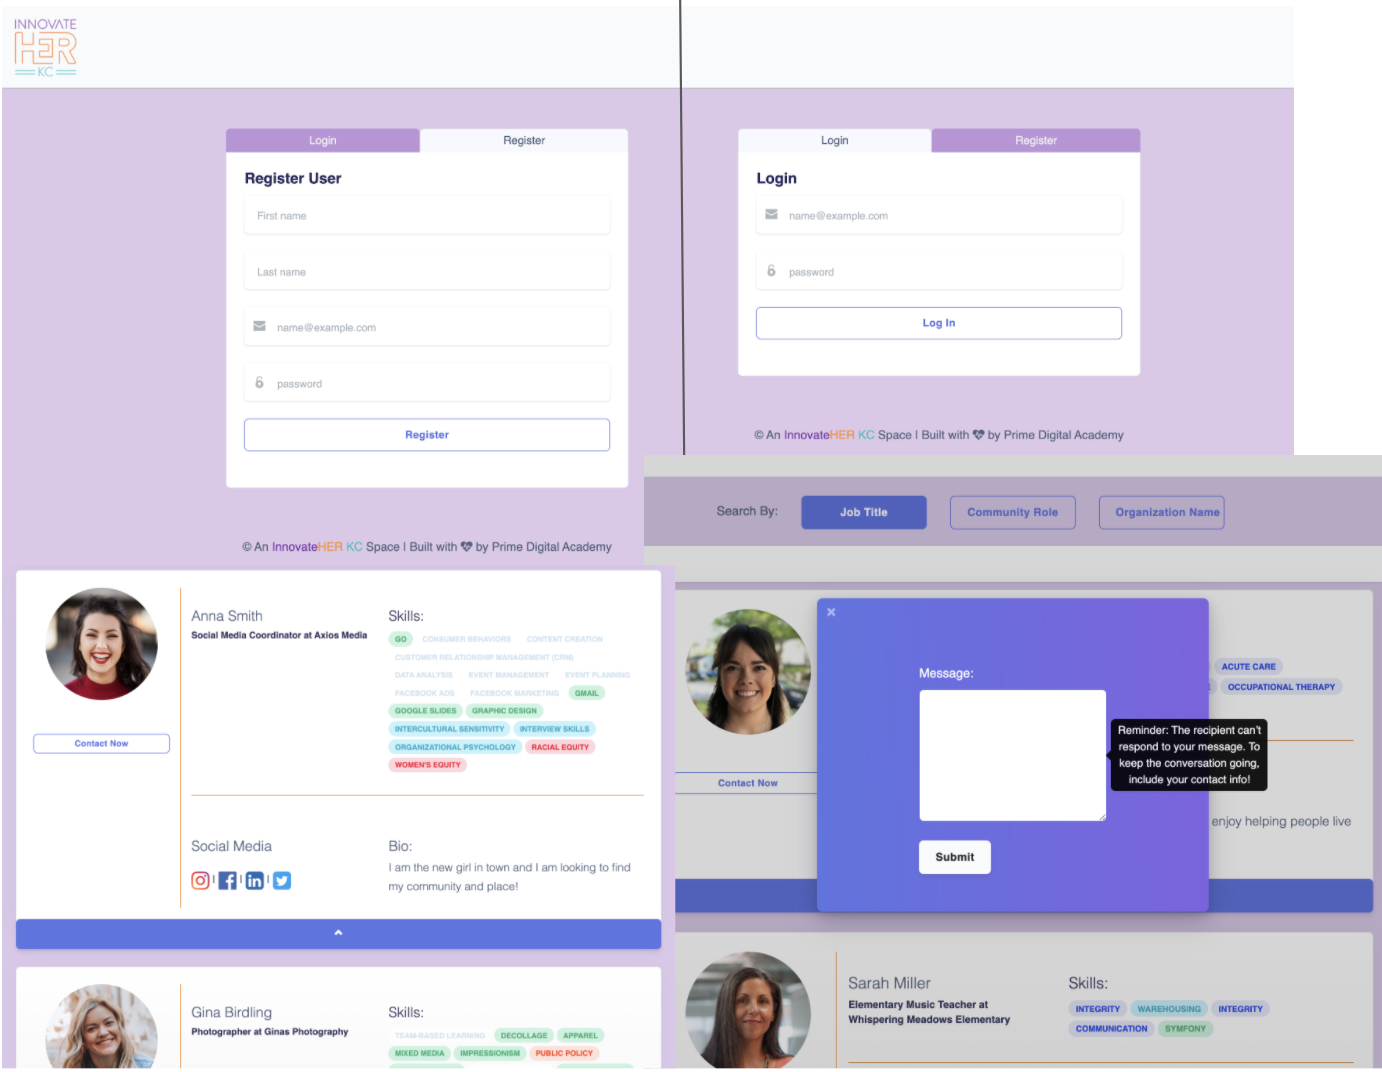 INNOVATE
HER
KC
Login
Register
Register User
First name
Last name
name@example.com
password
Register
© An InnovateHER KC Space | Built with by Prime Digital Academy
Login
Register
Login
name@example.com
password
Log In
© An InnovateHER KC Space | Built with by Prime Digital Academy
Anna Smith
Social Media Coordinator at Axios Media
Contact Now
Skills:
GO CONSUMER BEHAVIORS CONTENT CREATION
CUSTOMER RELATIONSHIP MANAGEMENT (CRM)
DATA ANALYSIS EVENT MANAGEMENT EVENT PLANNING
FACEBOOK ADS FACEBOOK MARKETING GMAIL
GOOGLE SLIDES GRAPHIC DESIGN
INTERCULTURAL SENSITIVITY INTERVIEW SKILLS
ORGANIZATIONAL PSYCHOLOGY RACIAL EQUITY
WOMEN'S EQUITY
Social Media
Bio:
I am the new girl in town and I am looking to find
my community and place!
Gina Birdling
Photographer at Ginas Photography
Skills:
TEAM-BASED LEARNING DECOLLAGE APPAREL
MIXED MEDIA IMPRESSIONISM PUBLIC POLICY
Search By:
Job Title
Community Role
Organization Name
Contact Now
ACUTE CARE
OCCUPATIONAL THERAPY
×
Message:
Submit
Reminder: The recipient can't
respond to your message. To
keep the conversation going,
include your contact info!
enjoy helping people live
Sarah Miller
Elementary Music Teacher at
Whispering Meadows Elementary
Skills:
INTEGRITY WAREHOUSING INTEGRITY
COMMUNICATION SYMFONY